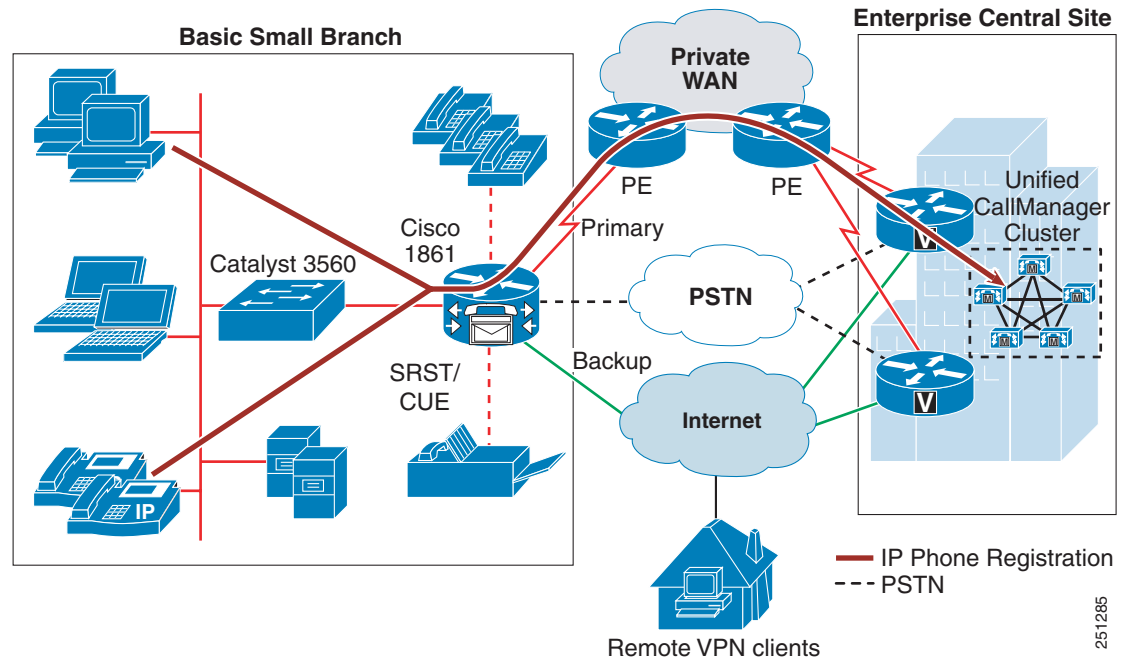 Basic Small Branch
Enterprise Central Site
Private
WAN
PE
PE
Unified
CallManager
Cluster
Cisco
1861
Primary
Catalyst 3560
V
M
M
M
M
M
PSTN
SRST/
CUE
Backup
Internet
V
IP
IP Phone Registration
PSTN
Remote VPN clients
251285